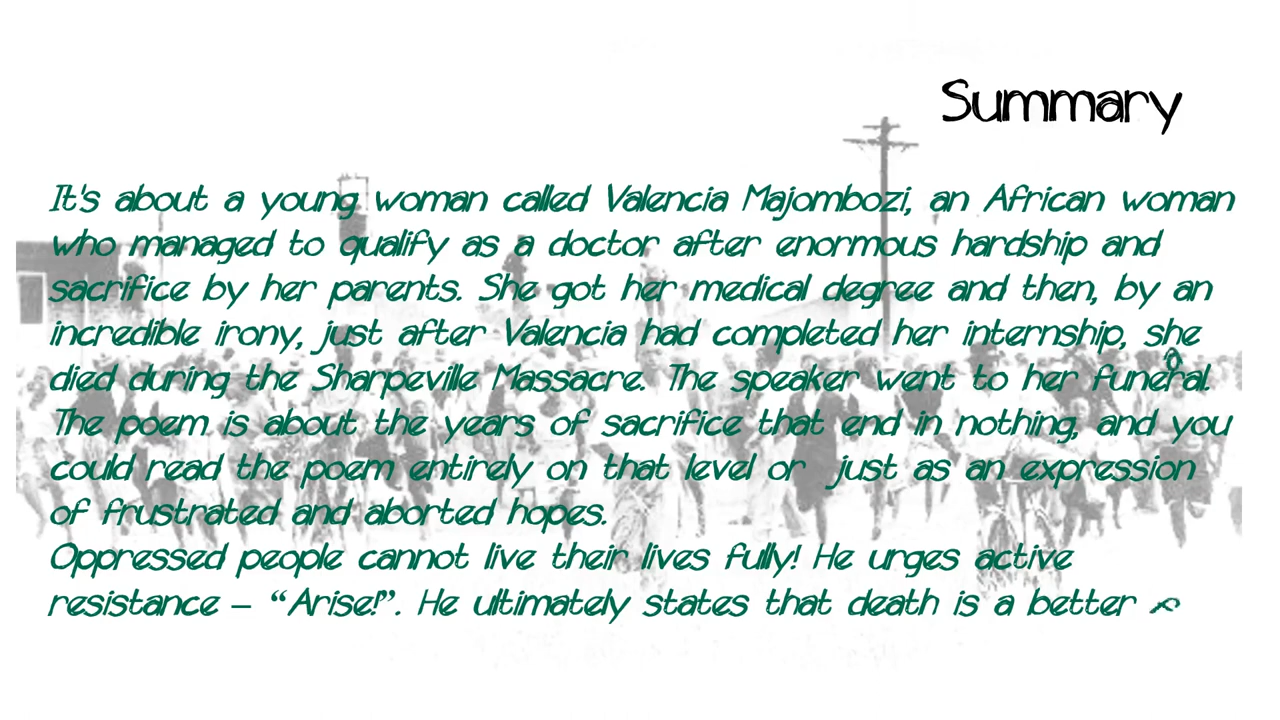 Summary
It's about a young woman called Valencia Majombozi, an African woman
who managed to qualify as a doctor after enormous hardship and
sacrifice by her parents. She got her medical degree and then, by an
incredible irony, just after Valencia had completed her internship, she
died during the Sharpeville Massacre. The speaker went to her funeral.
The poem is about the years of sacrifice that end in nothing, and you
could read the poem entirely on that level or just as an expression
of frustrated and aborted hopes.
Oppressed people cannot live their lives fully! He urges active
resistance – “Arise!”. He ultimately states that death is a better